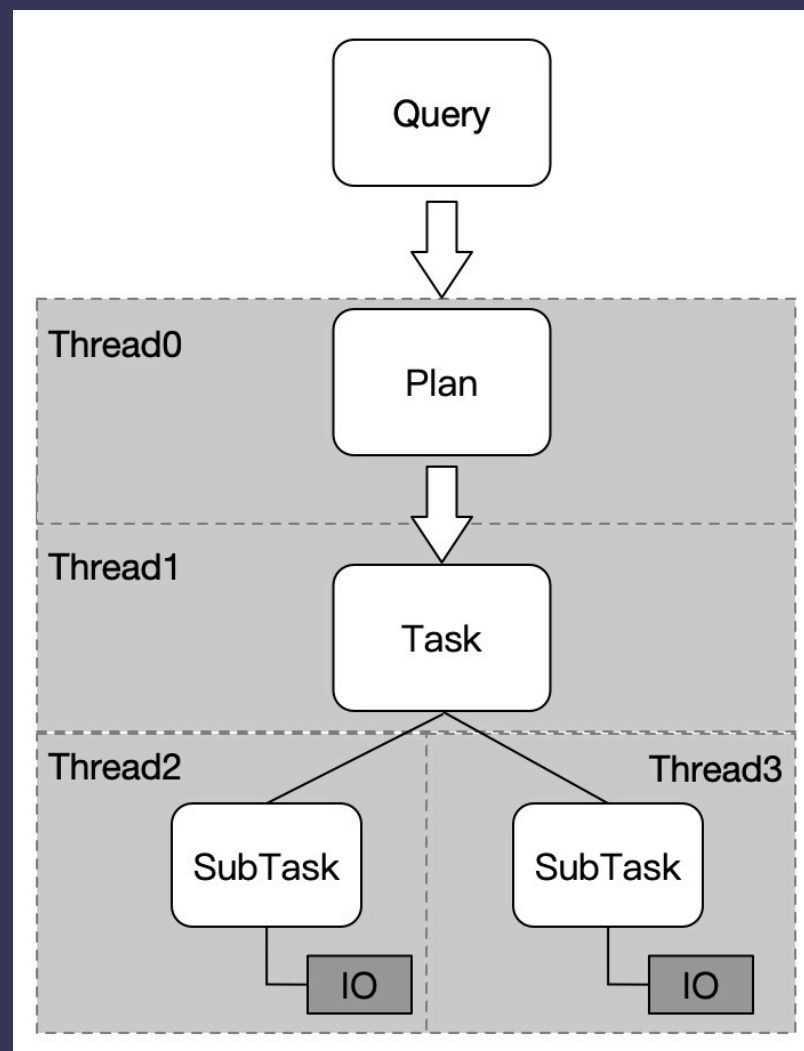 Query
Thread0
Plan
Thread1
Task
Thread2
Thread3
SubTask
SubTask
IO
IO